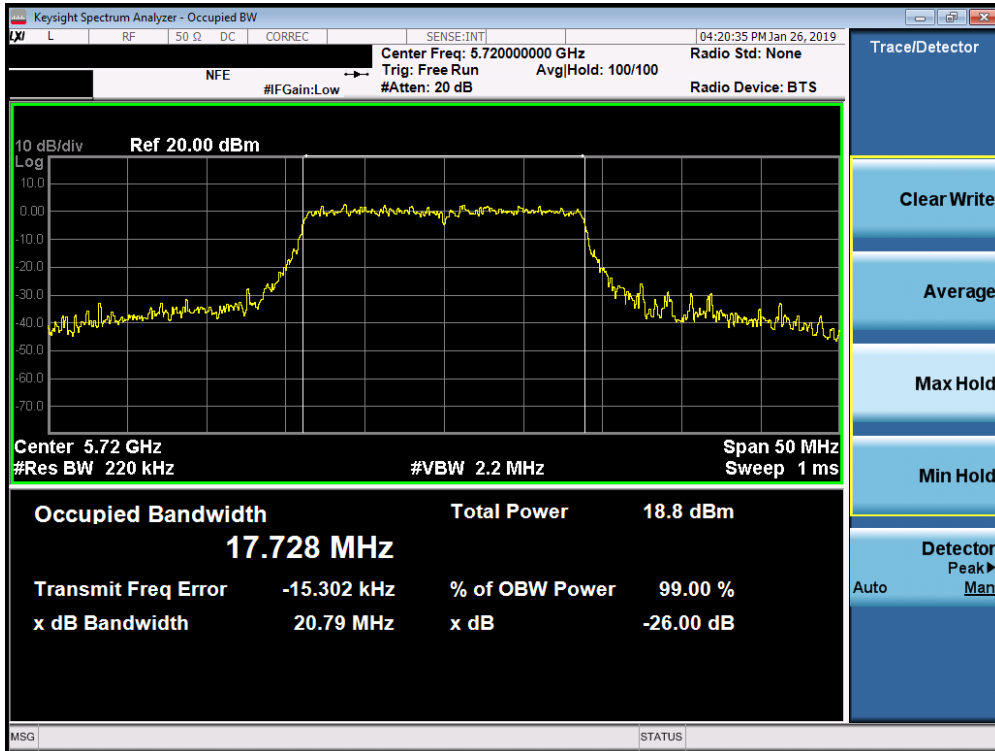 Keysight Spectrum Analyzer - Occupied BW
LXI L RF 50 Ω DC CORREC SENSE:INT 04:20:35 PM Jan 26, 2019
Center Freq: 5.720000000 GHz Radio Std: None
NFE Trig: Free Run Avg|Hold: 100/100
#IFGain:Low #Atten: 20 dB Radio Device: BTS
Trace/Detector
10 dB/div Ref 20.00 dBm
Log
10.0
0.00
-10.0
-20.0
-30.0
-40.0
-50.0
-60.0
-70.0
Center 5.72 GHz Span 50 MHz
#Res BW 220 kHz #VBW 2.2 MHz Sweep 1 ms
Occupied Bandwidth Total Power 18.8 dBm
17.728 MHz
Transmit Freq Error -15.302 kHz % of OBW Power 99.00 %
x dB Bandwidth 20.79 MHz x dB -26.00 dB
Clear Write
Average
Max Hold
Min Hold
Detector
Peak▶
Auto Man
MSG STATUS